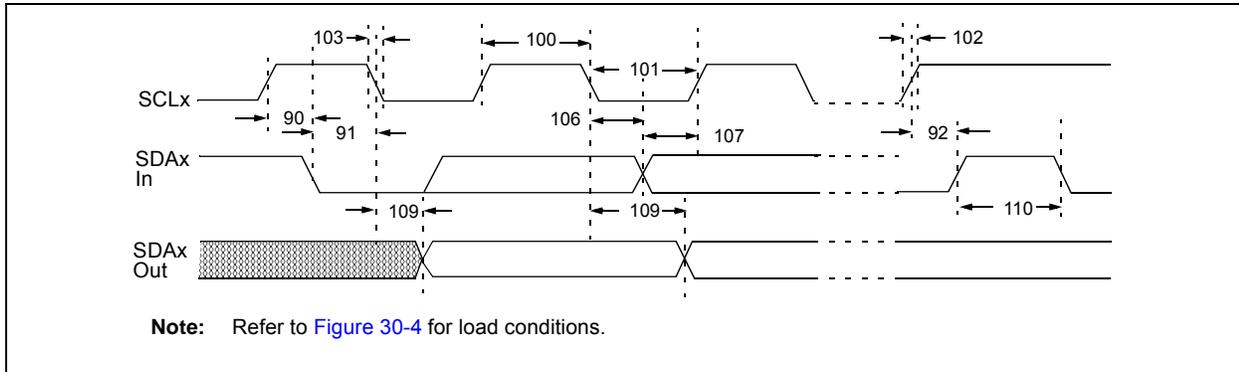 103
100
102
101
SCLx
90
91
106
107
92
SDAx
In
109
109
110
SDAx
Out
Note: Refer to Figure 30-4 for load conditions.